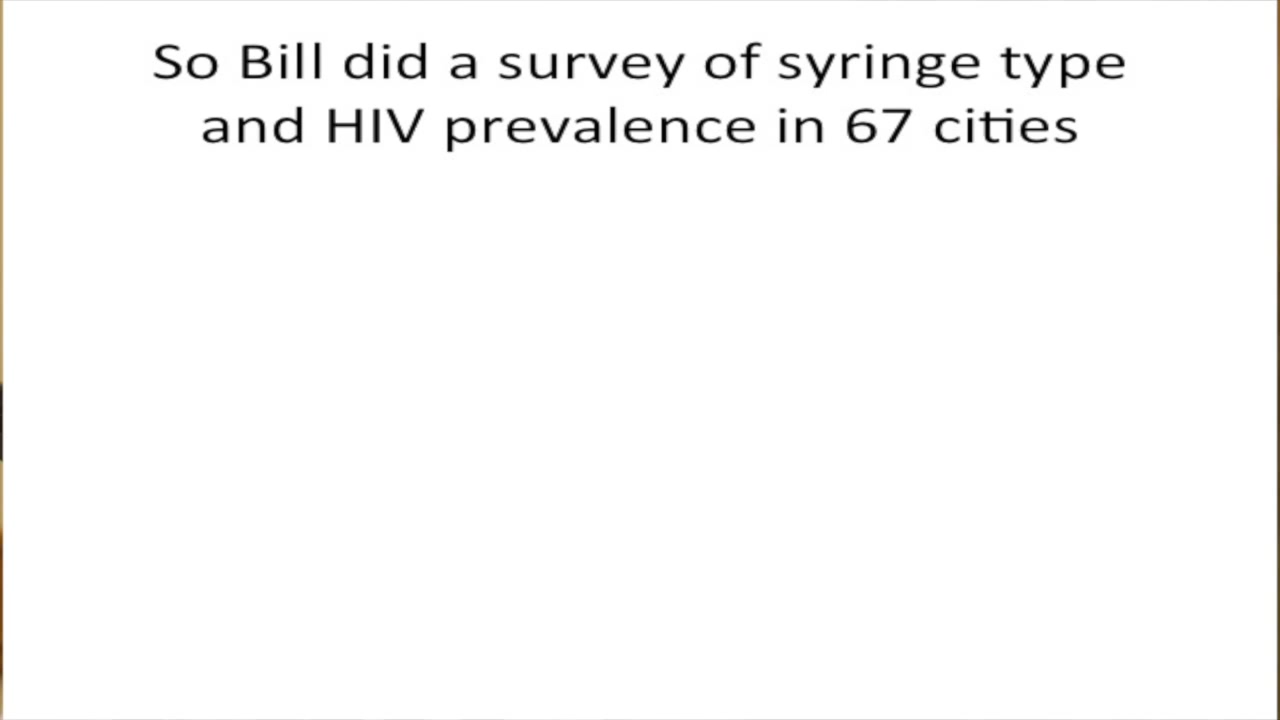 So Bill did a survey of syringe type
and HIV prevalence in 67 cities